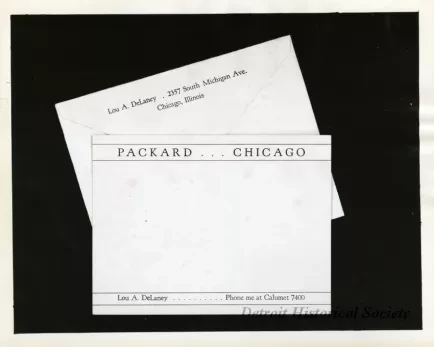 Lou A. DeLaney . 2357 South Michigan Ave.
Chicago, Illinois
PACKARD . . . CHICAGO
Lou A. DeLaney . . . . . . . . . . Phone me at Calumet 7400
Detroit Historical Society